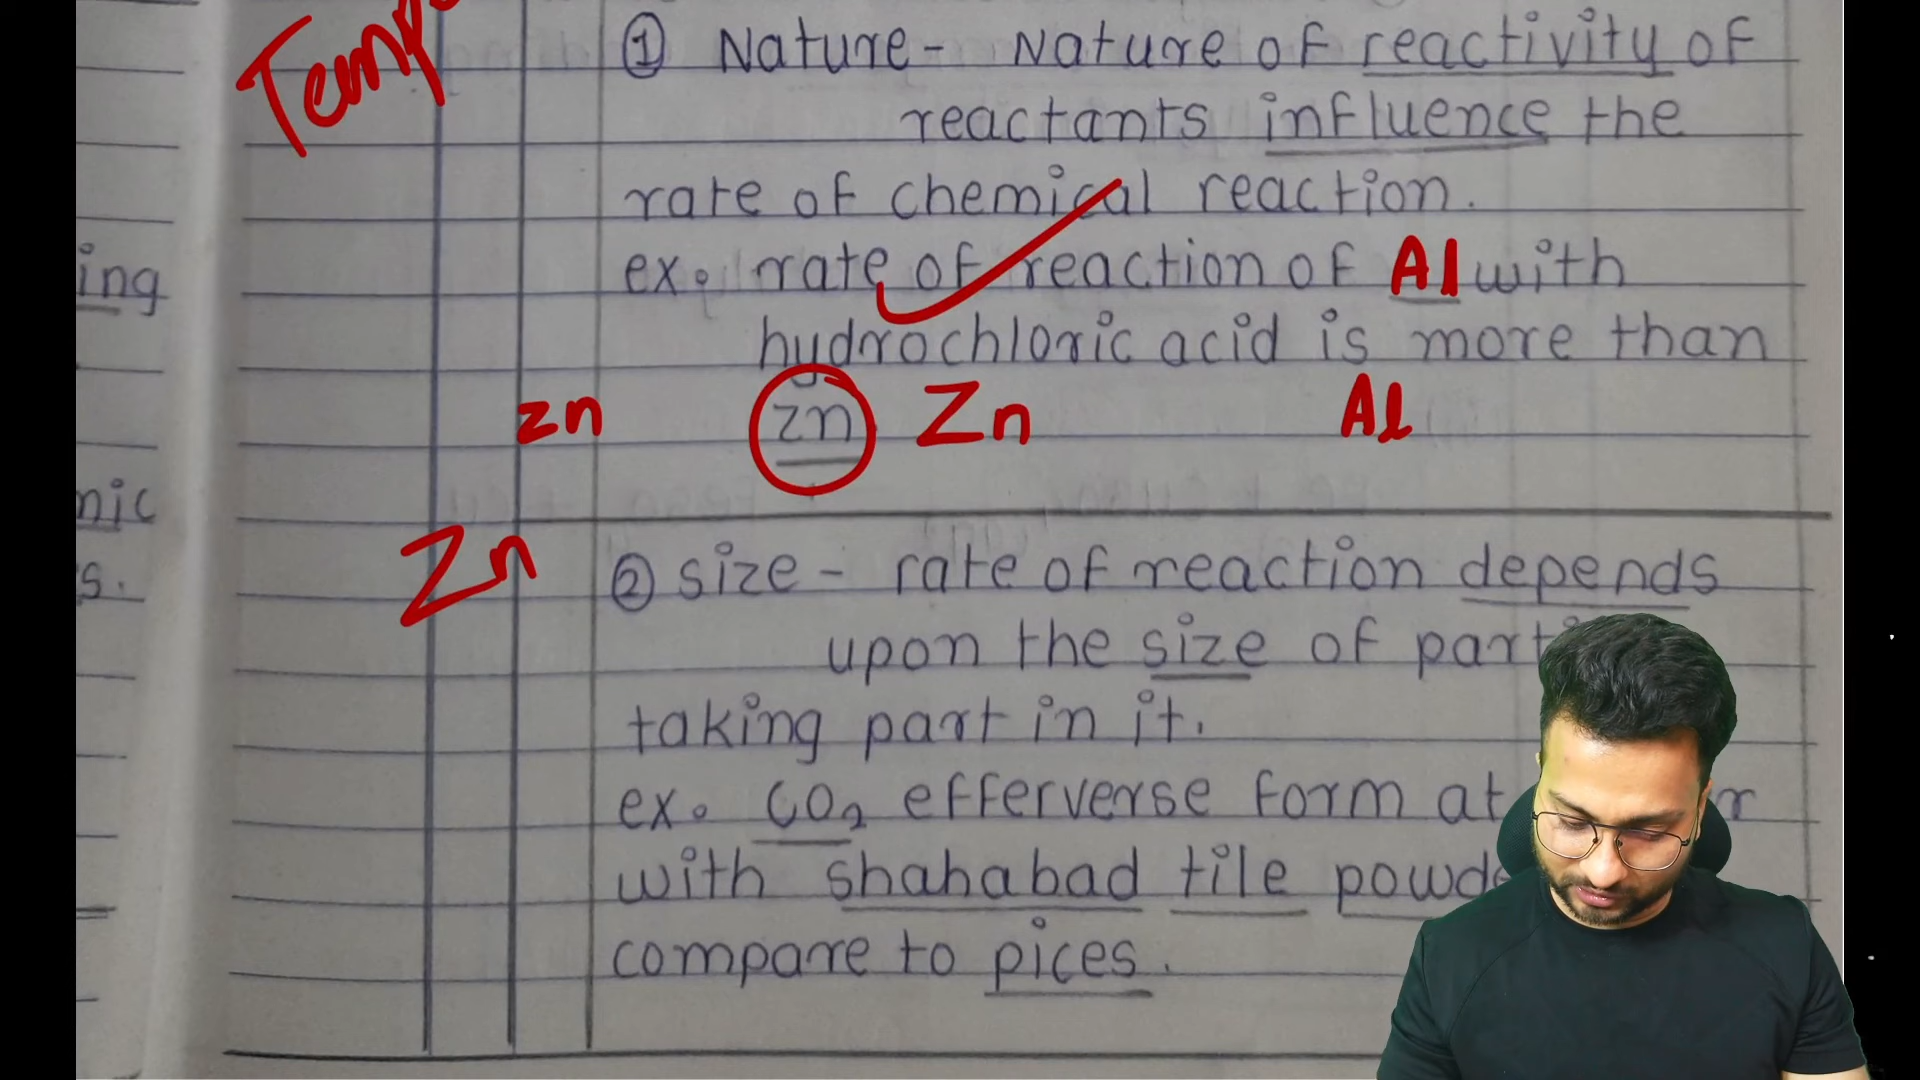 Temp
① Nature - Nature of reactivity of
reactants influence the
rate of chemical reaction.
ex. rate of reaction of Al with
hydrochloric acid is more than
zn zn Zn Al
Zn
② size - rate of reaction depends
upon the size of
taking part in it.
ex. CO2 efferverse form at
with shahabad tile
compare to pices.
ing
nic
s.